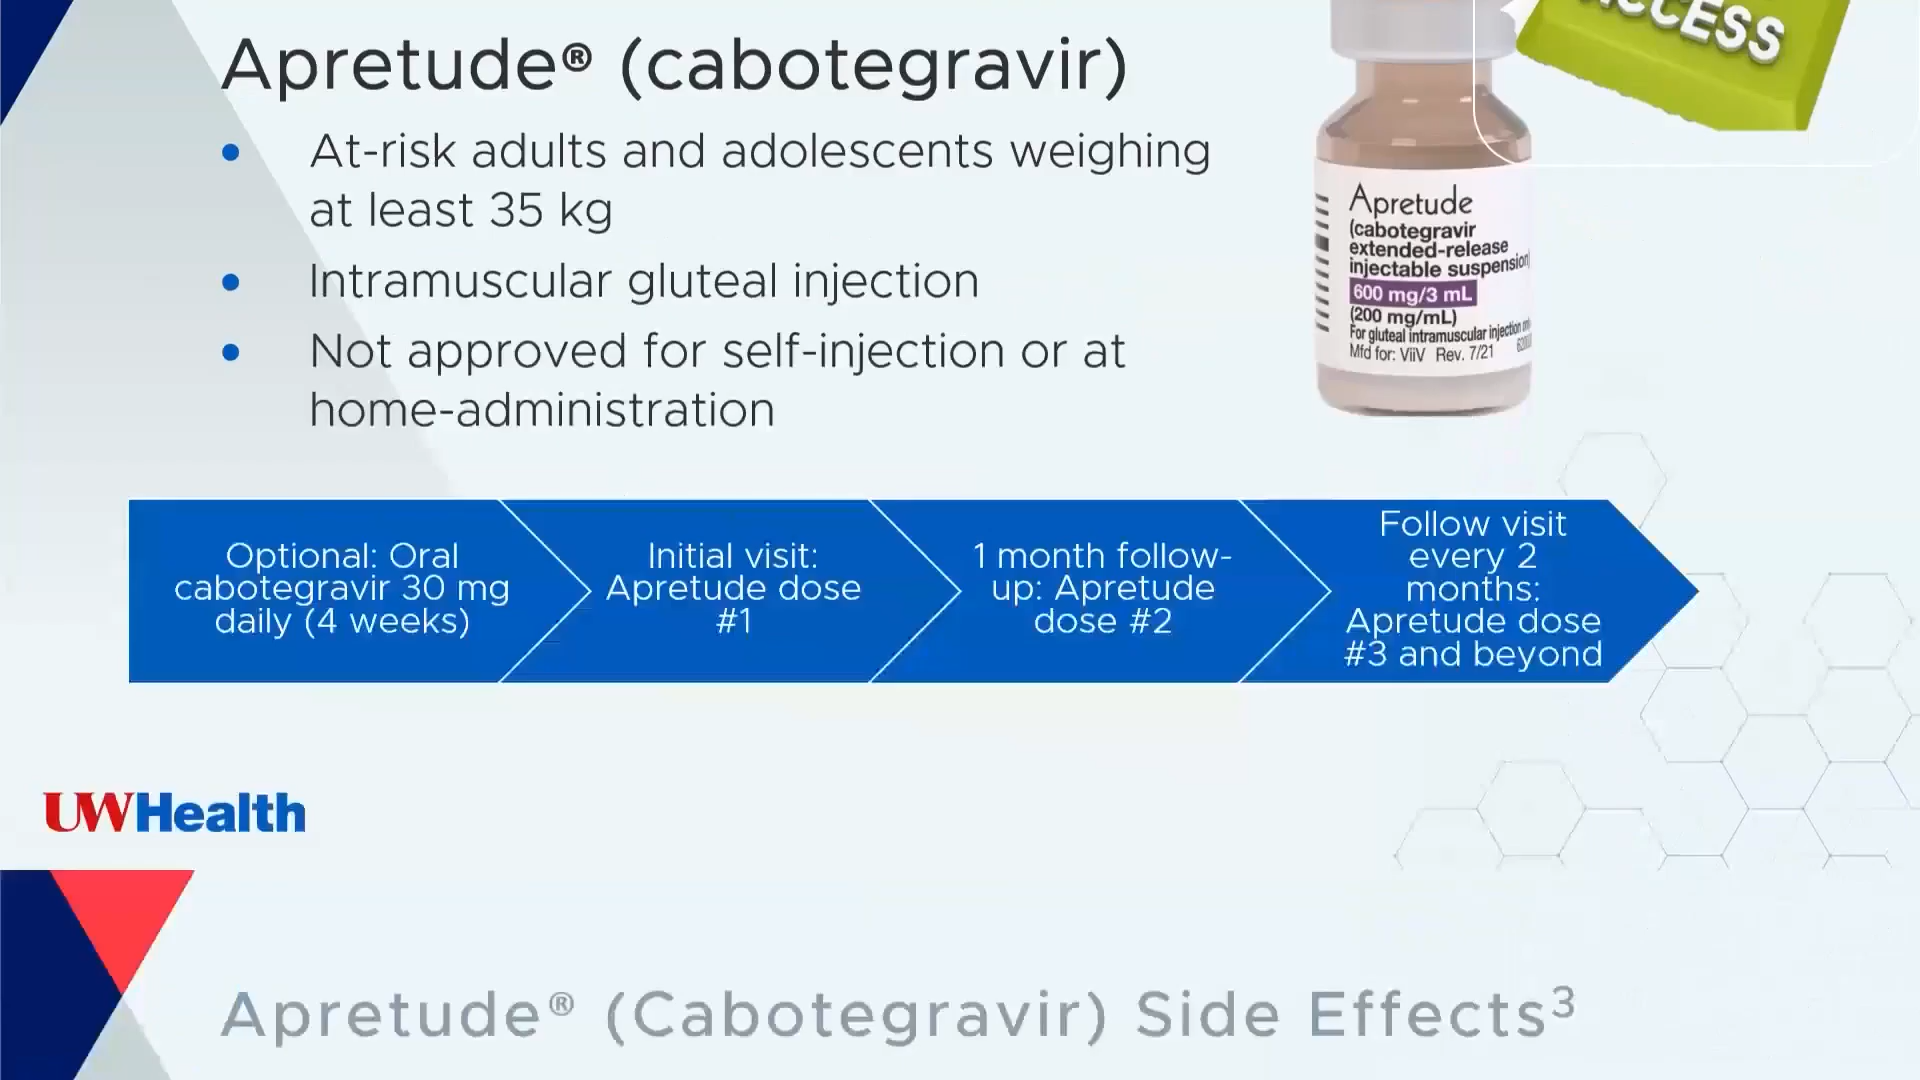 ACCESS
Apretude® (cabotegravir)
• At-risk adults and adolescents weighing
at least 35 kg
• Intramuscular gluteal injection
• Not approved for self-injection or at
home-administration
Apretude
(cabotegravir
extended-release
injectable suspension)
600 mg/3 mL
(200 mg/mL)
For gluteal intramuscular injection
Mfd for: ViiV Rev. 7/21
Optional: Oral
cabotegravir 30 mg
daily (4 weeks)
Initial visit:
Apretude dose
#1
1 month follow-
up: Apretude
dose #2
Follow visit
every 2
months:
Apretude dose
#3 and beyond
UWHealth
Apretude® (Cabotegravir) Side Effects³